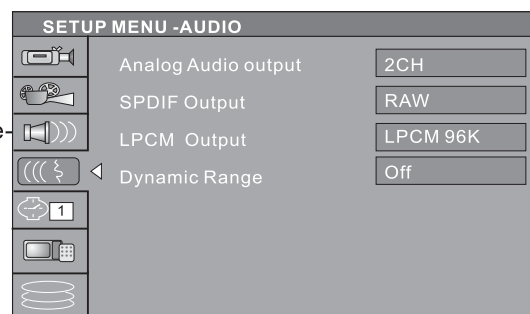 SETUP MENU -AUDIO
Analog Audio output 2CH
SPDIF Output RAW
e- LPCM Output LPCM 96K
Dynamic Range Off
1